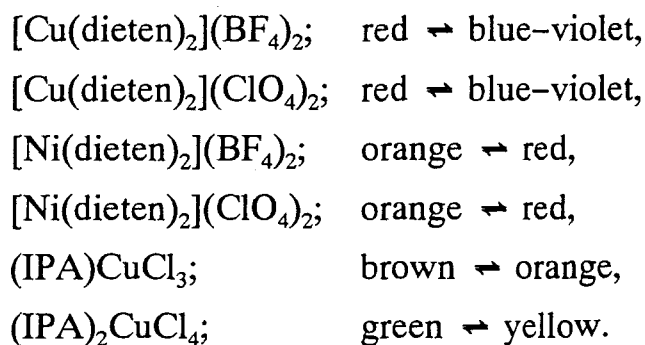 [Cu(dieten)₂](BF₄)₂; red ⇌ blue–violet,
[Cu(dieten)₂](ClO₄)₂; red ⇌ blue–violet,
[Ni(dieten)₂](BF₄)₂; orange ⇌ red,
[Ni(dieten)₂](ClO₄)₂; orange ⇌ red,
(IPA)CuCl₃; brown ⇌ orange,
(IPA)₂CuCl₄; green ⇌ yellow.